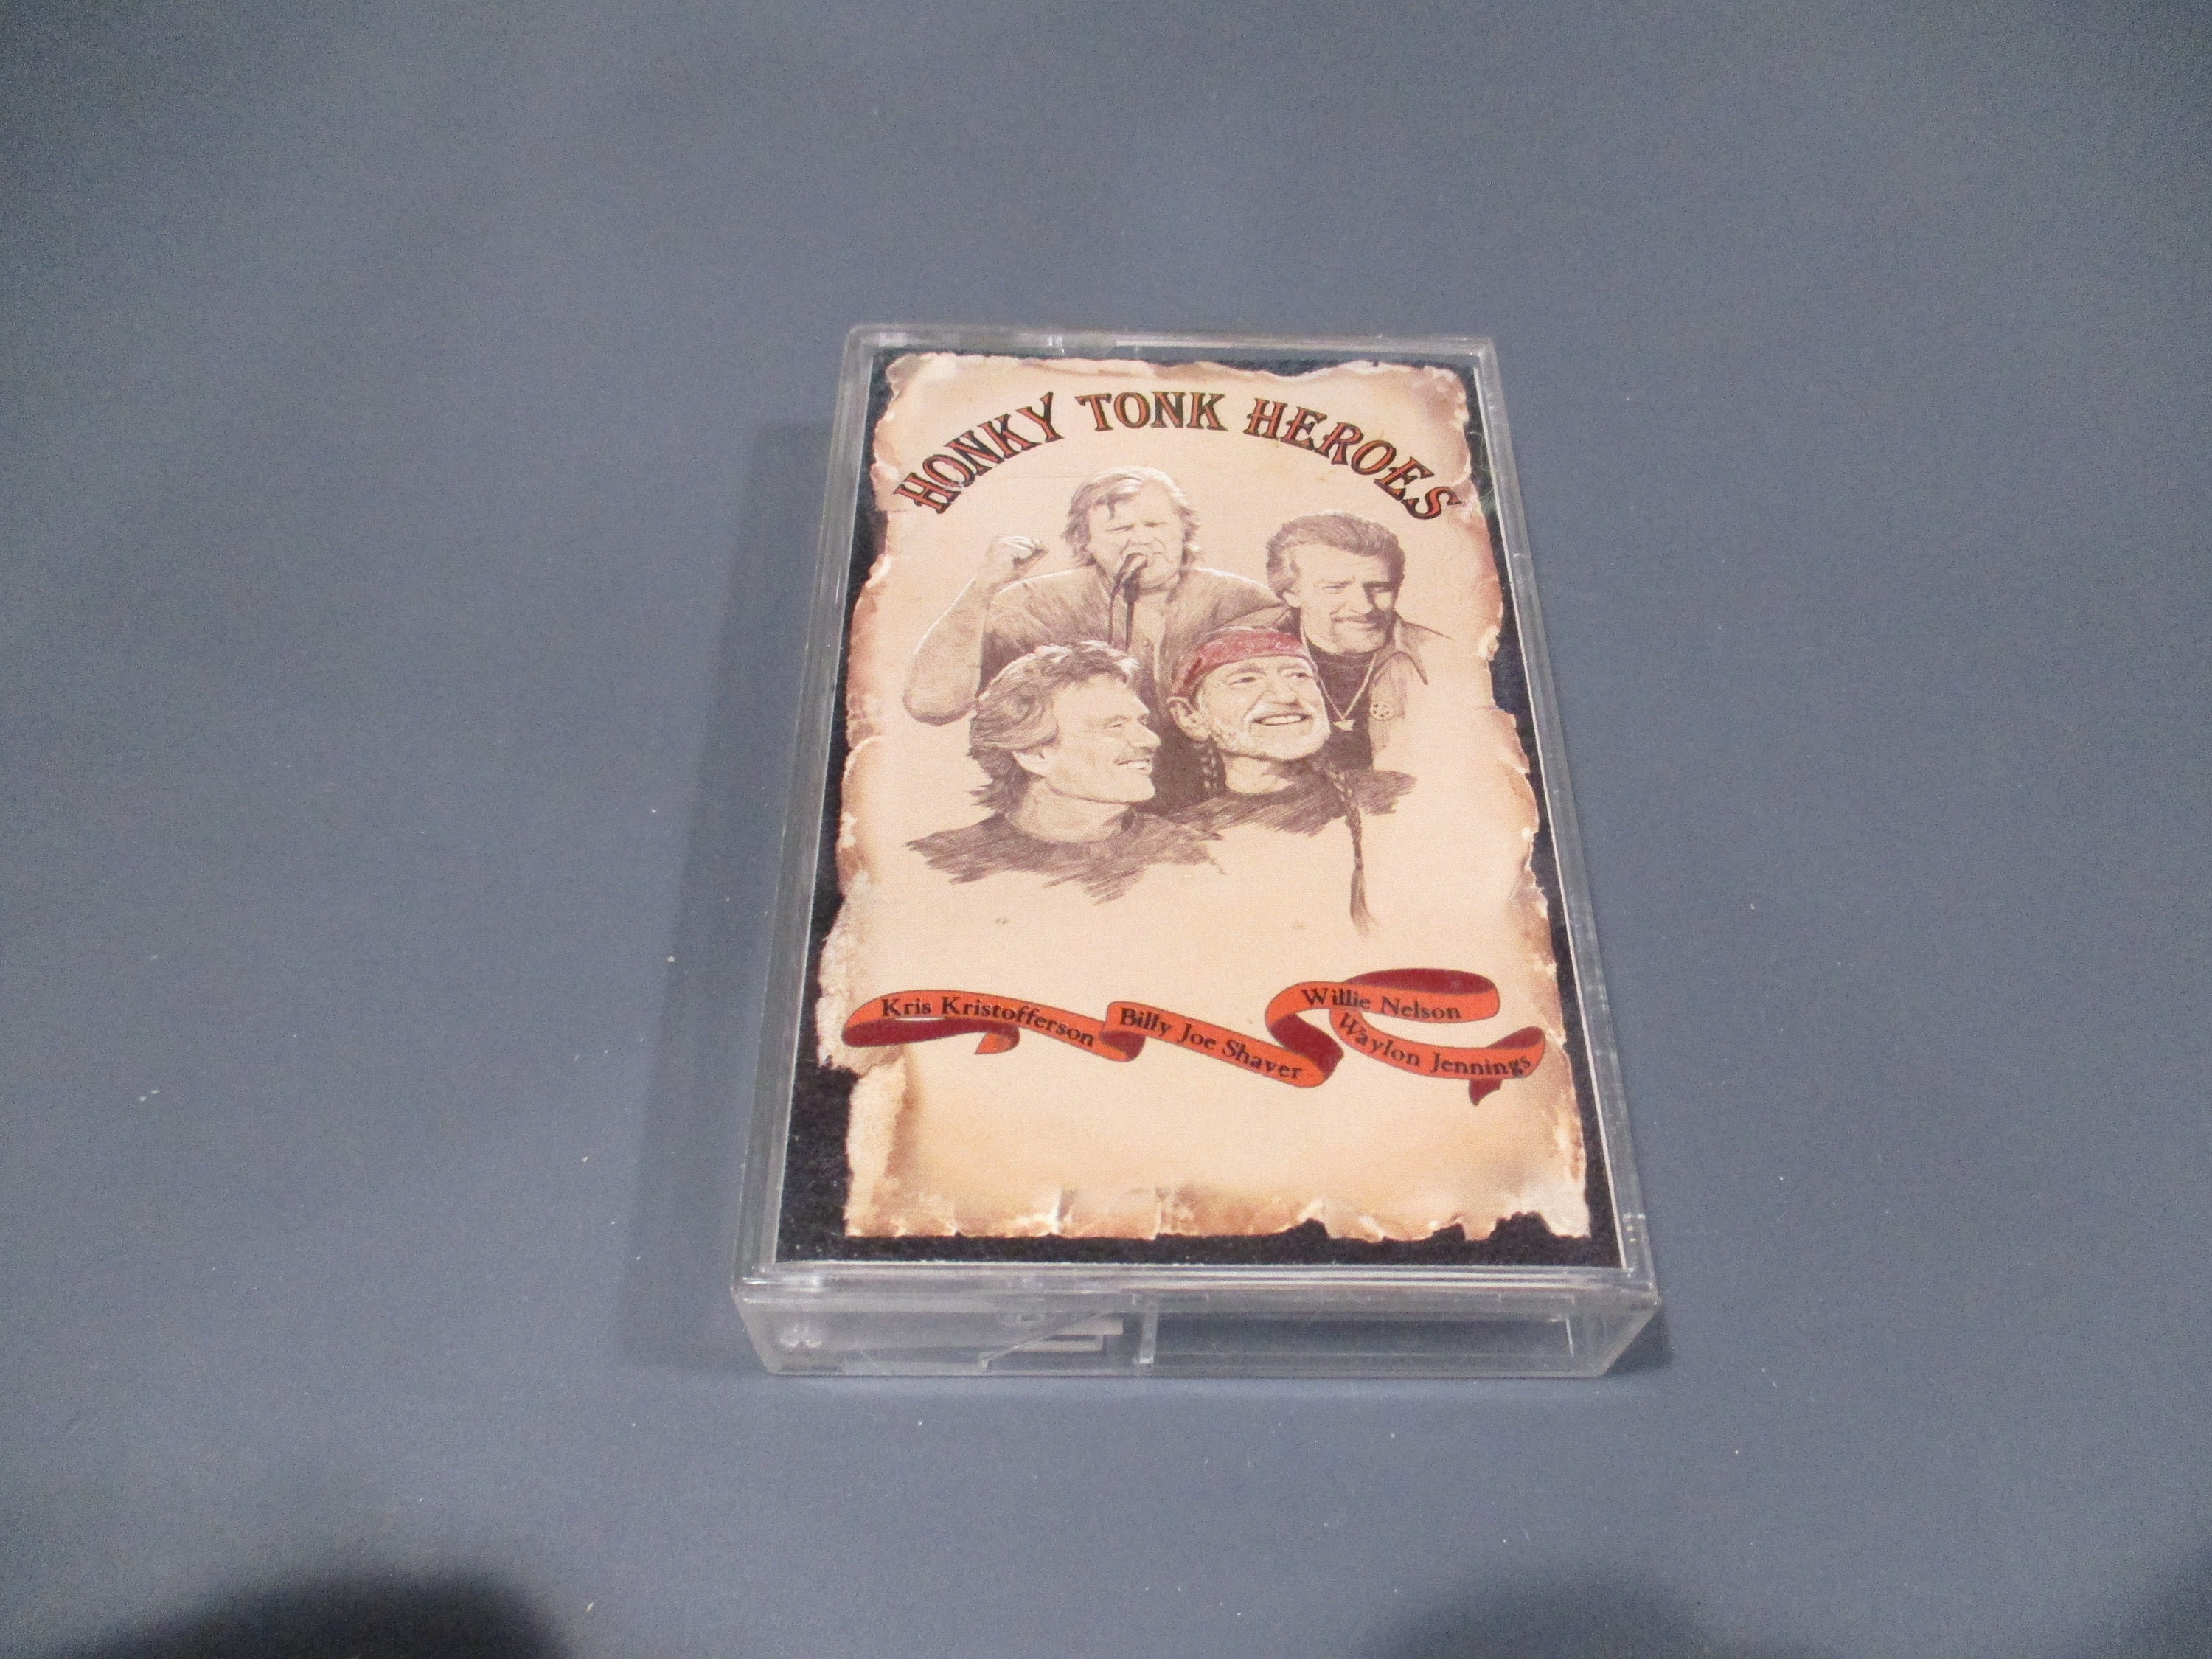 HONKY TONK HEROES
Kris Kristofferson
Billy Joe Shaver
Willie Nelson
Waylon Jennings